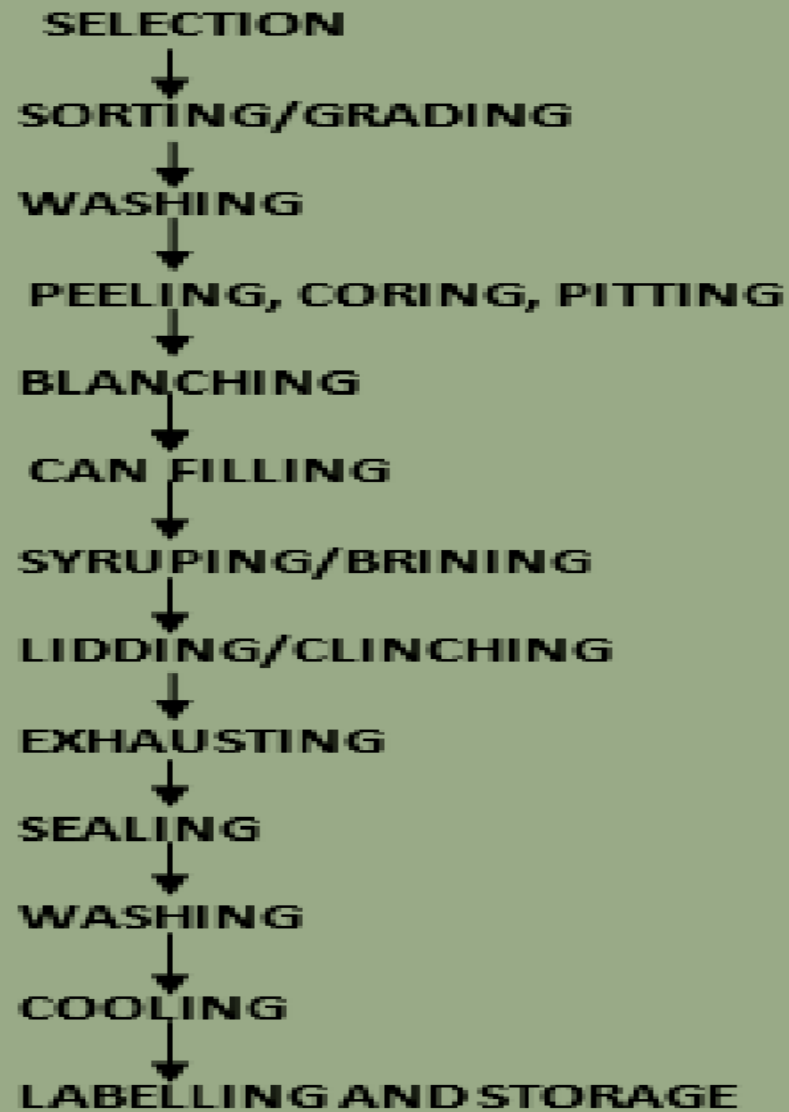 SELECTION
SORTING/GRADING
WASHING
PEELING, CORING, PITTING
BLANCHING
CAN FILLING
SYRUPING/BRINING
LIDDING/CLINCHING
EXHAUSTING
SEALING
WASHING
COOLING
LABELLING AND STORAGE